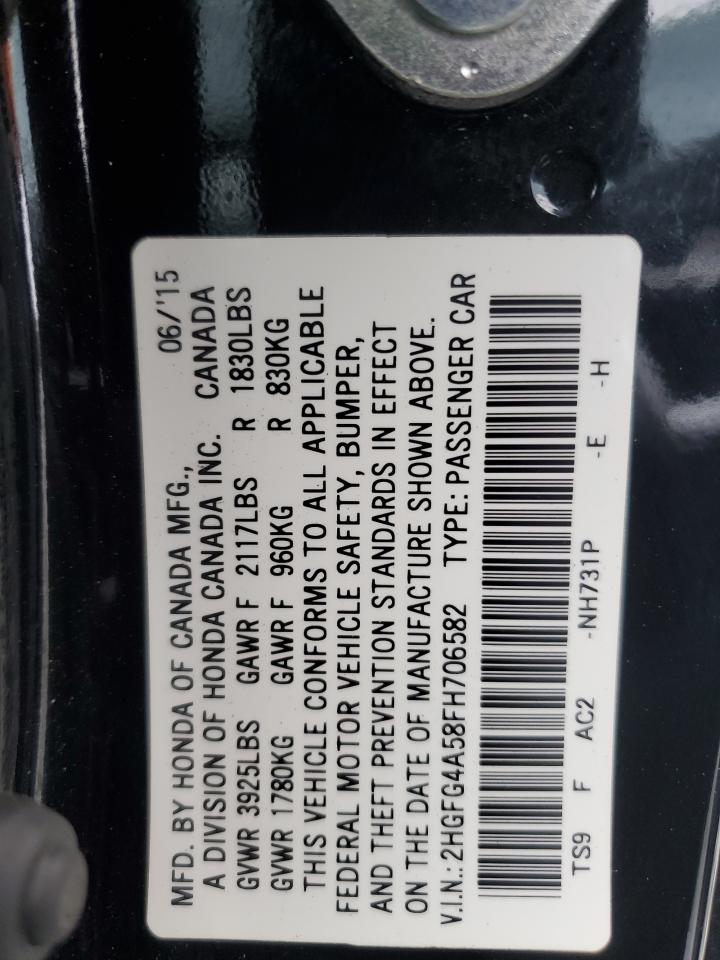 MFD. BY HONDA OF CANADA MFG., 06/'15
A DIVISION OF HONDA CANADA INC. CANADA
GVWR 3925LBS GAWR F 2117LBS R 1830LBS
GVWR 1780KG GAWR F 960KG R 830KG
THIS VEHICLE CONFORMS TO ALL APPLICABLE
FEDERAL MOTOR VEHICLE SAFETY, BUMPER,
AND THEFT PREVENTION STANDARDS IN EFFECT
ON THE DATE OF MANUFACTURE SHOWN ABOVE.
V.I.N.: 2HGFG4A58FH706582 TYPE: PASSENGER CAR
TS9 F AC2 -NH731P -E -H